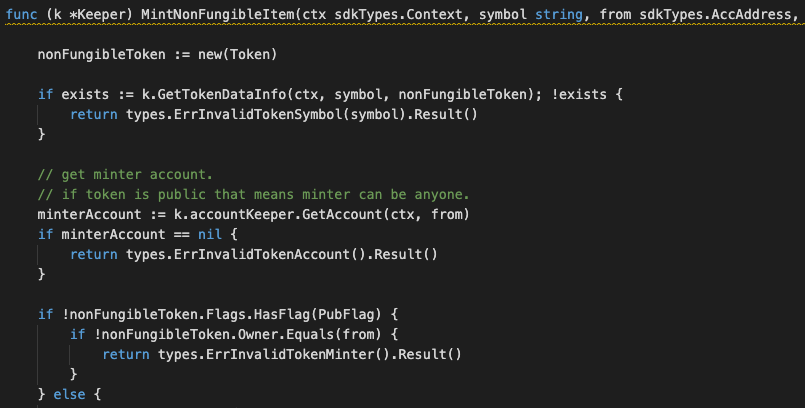 func (k *Keeper) MintNonFungibleItem(ctx sdkTypes.Context, symbol string, from sdkTypes.AccAddress,
nonFungibleToken := new(Token)
if exists := k.GetTokenDataInfo(ctx, symbol, nonFungibleToken); !exists {
return types.ErrInvalidTokenSymbol(symbol).Result()
}
// get minter account.
// if token is public that means minter can be anyone.
minterAccount := k.accountKeeper.GetAccount(ctx, from)
if minterAccount == nil {
return types.ErrInvalidTokenAccount().Result()
}
if !nonFungibleToken.Flags.HasFlag(PubFlag) {
if !nonFungibleToken.Owner.Equals(from) {
return types.ErrInvalidTokenMinter().Result()
}
} else {